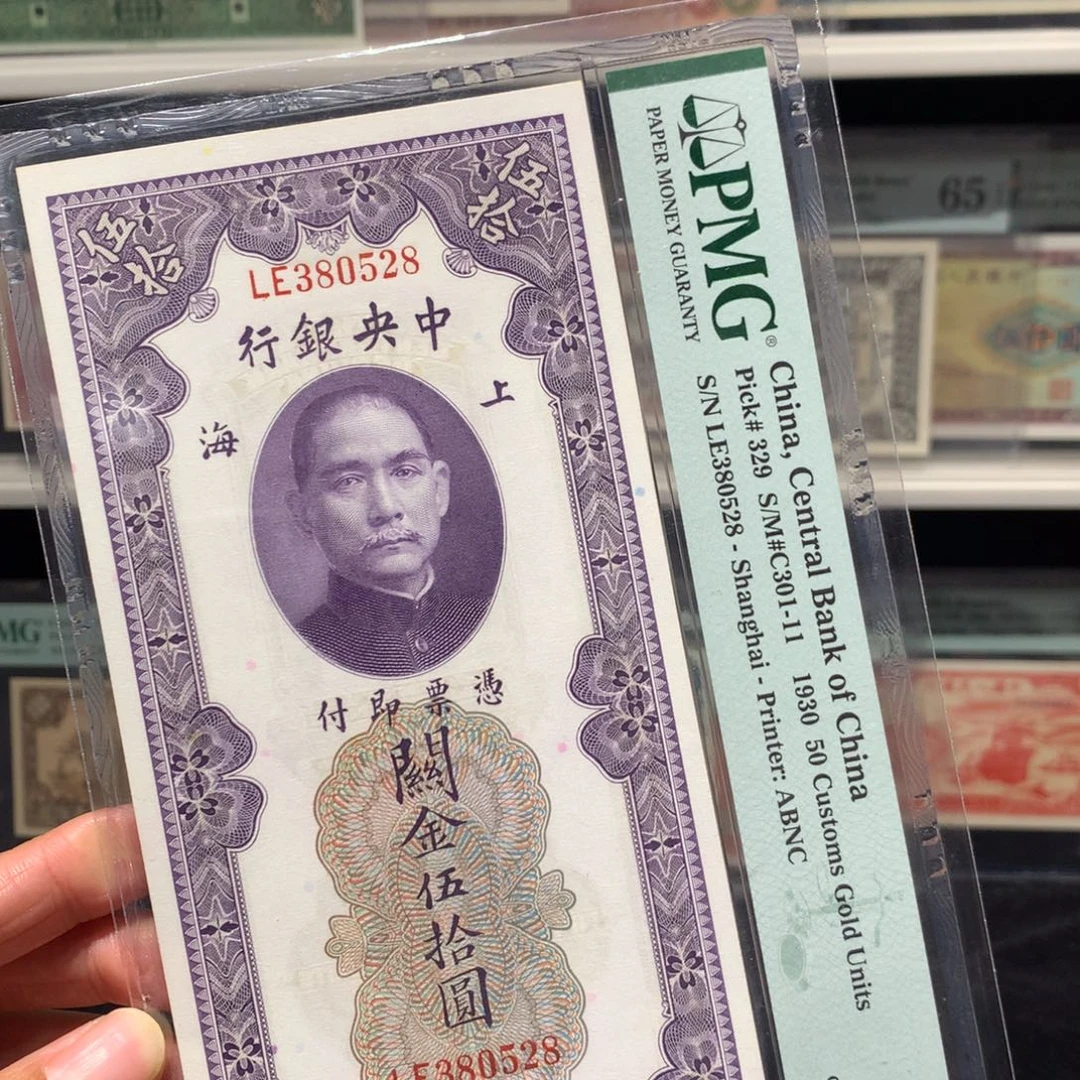 伍拾
伍拾
LE380528
行銀央中
海 上
付即票憑
關金伍拾圓
LE380528
PMG
PAPER MONEY GUARANTY
China, Central Bank of China
Pick# 329 S/M#C301-11 1930 50 Customs Gold Units
S/N LE380528 - Shanghai - Printer: ABNC
65
MG